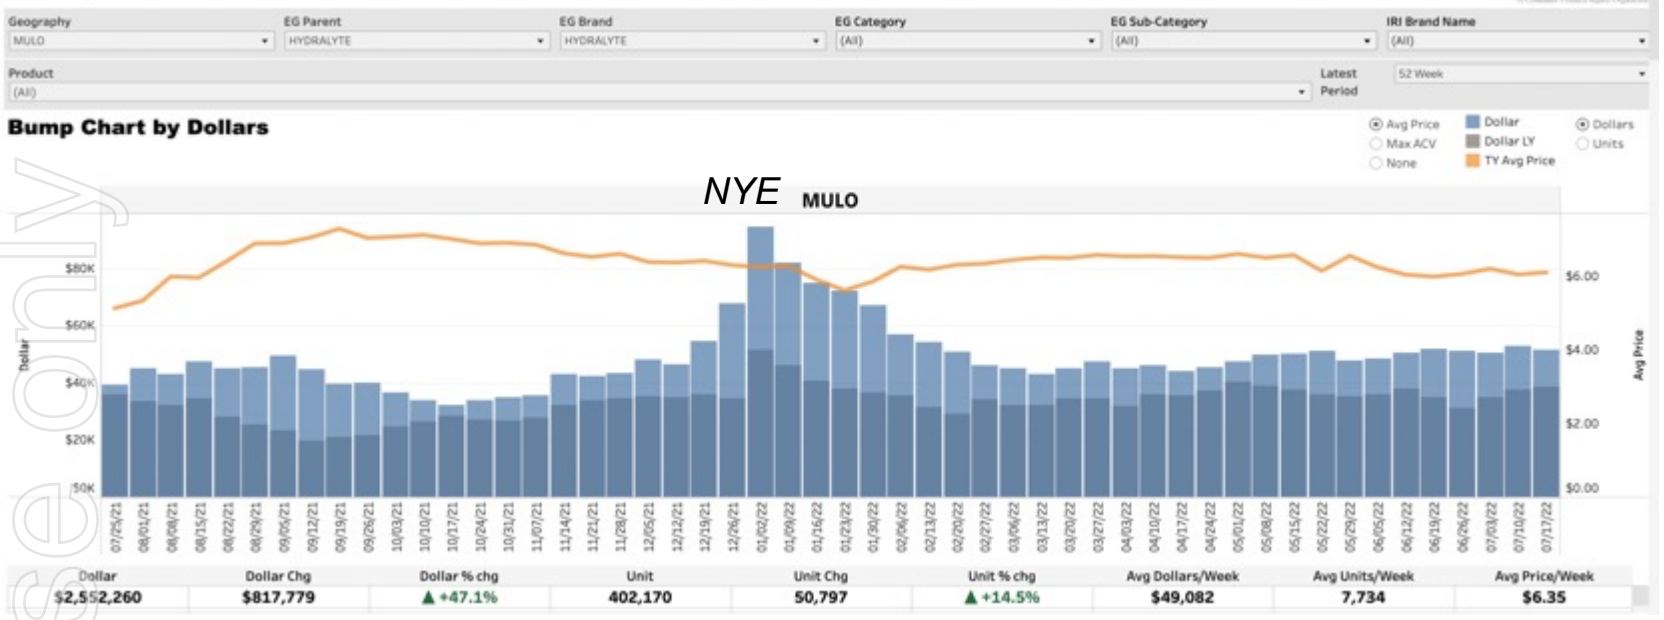 Geography EG Parent EG Brand EG Category EG Sub-Category IRI Brand Name
MULO HYDRALYTE HYDRALYTE (All) (All) (All)
Product Latest Period 52 Week
(All)
Bump Chart by Dollars
Avg Price Dollar Dollars
Max ACV Dollar LY Units
None TY Avg Price
NYE MULO
$80K $6.00
$60K
Dollar Avg Price
$4.00
$40K
$2.00
$20K
$0K $0.00
07/25/21 08/01/21 08/08/21 08/15/21 08/22/21 08/29/21 09/05/21 09/12/21 09/19/21 09/26/21 10/03/21 10/10/21 10/17/21 10/24/21 10/31/21 11/07/21 11/14/21 11/21/21 11/28/21 12/05/21 12/12/21 12/19/21 12/26/21 01/02/22 01/09/22 01/16/22 01/23/22 01/30/22 02/06/22 02/13/22 02/20/22 02/27/22 03/06/22 03/13/22 03/20/22 03/27/22 04/03/22 04/10/22 04/17/22 04/24/22 05/01/22 05/08/22 05/15/22 05/22/22 05/29/22 06/05/22 06/12/22 06/19/22 06/26/22 07/03/22 07/10/22 07/17/22
Dollar Dollar Chg Dollar % chg Unit Unit Chg Unit % chg Avg Dollars/Week Avg Units/Week Avg Price/Week
$2,552,260 $817,779 ▲ +47.1% 402,170 50,797 ▲ +14.5% $49,082 7,734 $6.35
se only